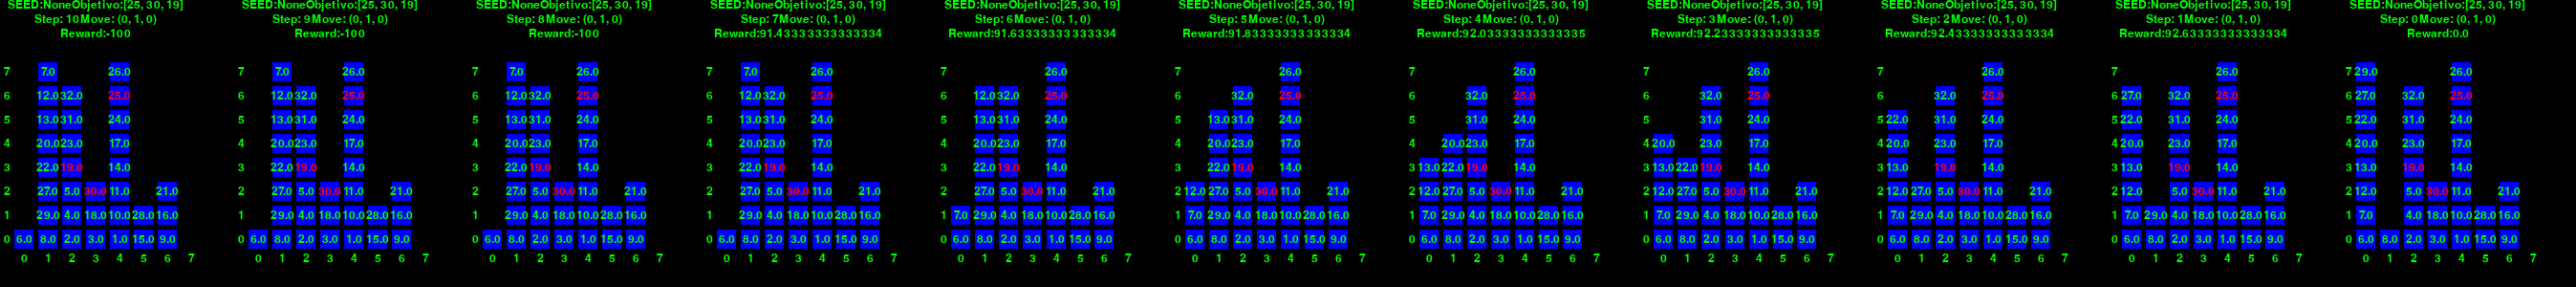 SEED:NoneObjetivo:[25, 30, 19]
Step: 10Move: (0, 1, 0)
Reward:-100
7 7.0 26.0
6 12.0 32.0 25.0
5 13.0 31.0 24.0
4 20.0 23.0 17.0
3 22.0 19.0 14.0
2 27.0 5.0 30.0 11.0 21.0
1 29.0 4.0 18.0 10.0 28.0 16.0
0 6.0 8.0 2.0 3.0 1.0 15.0 9.0
0 1 2 3 4 5 6 7
SEED:NoneObjetivo:[25, 30, 19]
Step: 9Move: (0, 1, 0)
Reward:-100
7 7.0 26.0
6 12.0 32.0 25.0
5 13.0 31.0 24.0
4 20.0 23.0 17.0
3 22.0 19.0 14.0
2 27.0 5.0 30.0 11.0 21.0
1 29.0 4.0 18.0 10.0 28.0 16.0
0 6.0 8.0 2.0 3.0 1.0 15.0 9.0
0 1 2 3 4 5 6 7
SEED:NoneObjetivo:[25, 30, 19]
Step: 8Move: (0, 1, 0)
Reward:-100
7 7.0 26.0
6 12.0 32.0 25.0
5 13.0 31.0 24.0
4 20.0 23.0 17.0
3 22.0 19.0 14.0
2 27.0 5.0 30.0 11.0 21.0
1 29.0 4.0 18.0 10.0 28.0 16.0
0 6.0 8.0 2.0 3.0 1.0 15.0 9.0
0 1 2 3 4 5 6 7
SEED:NoneObjetivo:[25, 30, 19]
Step: 7Move: (0, 1, 0)
Reward:91.43333333333334
7 7.0 26.0
6 12.0 32.0 25.0
5 13.0 31.0 24.0
4 20.0 23.0 17.0
3 22.0 19.0 14.0
2 27.0 5.0 30.0 11.0 21.0
1 29.0 4.0 18.0 10.0 28.0 16.0
0 6.0 8.0 2.0 3.0 1.0 15.0 9.0
0 1 2 3 4 5 6 7
SEED:NoneObjetivo:[25, 30, 19]
Step: 6Move: (0, 1, 0)
Reward:91.63333333333334
7 26.0
6 12.0 32.0 25.0
5 13.0 31.0 24.0
4 20.0 23.0 17.0
3 22.0 19.0 14.0
2 27.0 5.0 30.0 11.0 21.0
1 7.0 29.0 4.0 18.0 10.0 28.0 16.0
0 6.0 8.0 2.0 3.0 1.0 15.0 9.0
0 1 2 3 4 5 6 7
SEED:NoneObjetivo:[25, 30, 19]
Step: 5Move: (0, 1, 0)
Reward:91.83333333333334
7 26.0
6 32.0 25.0
5 13.0 31.0 24.0
4 20.0 23.0 17.0
3 22.0 19.0 14.0
2 12.0 27.0 5.0 30.0 11.0 21.0
1 7.0 29.0 4.0 18.0 10.0 28.0 16.0
0 6.0 8.0 2.0 3.0 1.0 15.0 9.0
0 1 2 3 4 5 6 7
SEED:NoneObjetivo:[25, 30, 19]
Step: 4Move: (0, 1, 0)
Reward:92.03333333333335
7 26.0
6 32.0 25.0
5 31.0 24.0
4 20.0 23.0 17.0
3 13.0 22.0 19.0 14.0
2 12.0 27.0 5.0 30.0 11.0 21.0
1 7.0 29.0 4.0 18.0 10.0 28.0 16.0
0 6.0 8.0 2.0 3.0 1.0 15.0 9.0
0 1 2 3 4 5 6 7
SEED:NoneObjetivo:[25, 30, 19]
Step: 3Move: (0, 1, 0)
Reward:92.23333333333335
7 26.0
6 32.0 25.0
5 31.0 24.0
4 20.0 23.0 17.0
3 13.0 22.0 19.0 14.0
2 12.0 27.0 5.0 30.0 11.0 21.0
1 7.0 29.0 4.0 18.0 10.0 28.0 16.0
0 6.0 8.0 2.0 3.0 1.0 15.0 9.0
0 1 2 3 4 5 6 7
SEED:NoneObjetivo:[25, 30, 19]
Step: 2Move: (0, 1, 0)
Reward:92.43333333333334
7 26.0
6 32.0 25.0
5 22.0 31.0 24.0
4 20.0 23.0 17.0
3 13.0 19.0 14.0
2 12.0 27.0 5.0 30.0 11.0 21.0
1 7.0 29.0 4.0 18.0 10.0 28.0 16.0
0 6.0 8.0 2.0 3.0 1.0 15.0 9.0
0 1 2 3 4 5 6 7
SEED:NoneObjetivo:[25, 30, 19]
Step: 1Move: (0, 1, 0)
Reward:92.63333333333334
7 26.0
6 27.0 32.0 25.0
5 22.0 31.0 24.0
4 20.0 23.0 17.0
3 13.0 19.0 14.0
2 12.0 5.0 30.0 11.0 21.0
1 7.0 29.0 4.0 18.0 10.0 28.0 16.0
0 6.0 8.0 2.0 3.0 1.0 15.0 9.0
0 1 2 3 4 5 6 7
SEED:NoneObjetivo:[25, 30, 19]
Step: 0Move: (0, 1, 0)
Reward:0.0
7 29.0 26.0
6 27.0 32.0 25.0
5 22.0 31.0 24.0
4 20.0 23.0 17.0
3 13.0 19.0 14.0
2 12.0 5.0 30.0 11.0 21.0
1 7.0 4.0 18.0 10.0 28.0 16.0
0 6.0 8.0 2.0 3.0 1.0 15.0 9.0
0 1 2 3 4 5 6 7